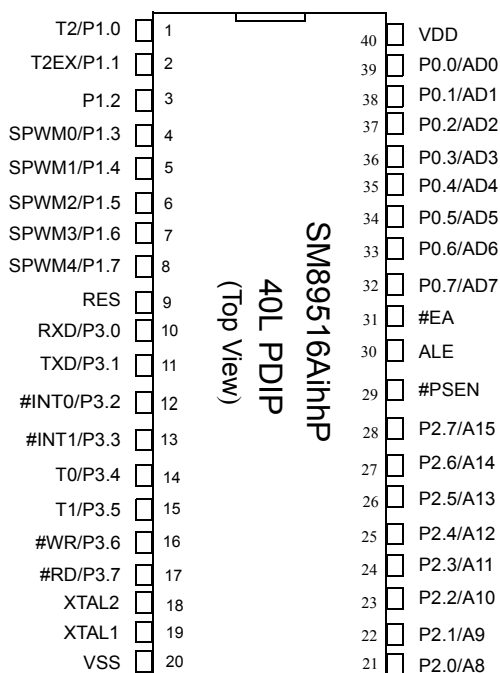 T2/P1.0 1 40 VDD
T2EX/P1.1 2 39 P0.0/AD0
P1.2 3 38 P0.1/AD1
SPWM0/P1.3 4 37 P0.2/AD2
SPWM1/P1.4 5 36 P0.3/AD3
SPWM2/P1.5 6 35 P0.4/AD4
SPWM3/P1.6 7 34 P0.5/AD5
SPWM4/P1.7 8 33 P0.6/AD6
RES 9 32 P0.7/AD7
RXD/P3.0 10 31 #EA
TXD/P3.1 11 30 ALE
#INT0/P3.2 12 29 #PSEN
#INT1/P3.3 13 28 P2.7/A15
T0/P3.4 14 27 P2.6/A14
T1/P3.5 15 26 P2.5/A13
#WR/P3.6 16 25 P2.4/A12
#RD/P3.7 17 24 P2.3/A11
XTAL2 18 23 P2.2/A10
XTAL1 19 22 P2.1/A9
VSS 20 21 P2.0/A8
SM89516AihhP
40L PDIP
(Top View)